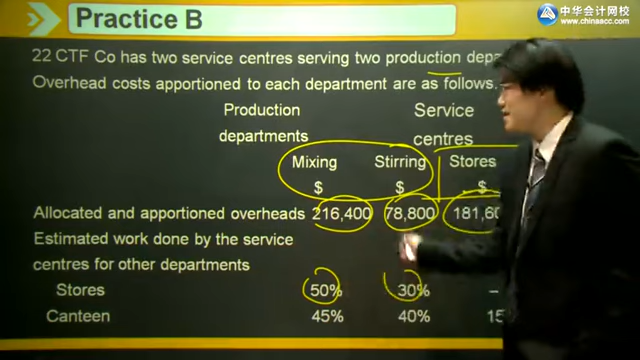 Practice B
中华会计网校
www.chinaacc.com
22 CTF Co has two service centres serving two production
Overhead costs apportioned to each department are as follows.
Production Service
departments centres
Mixing Stirring Stores
$ $ $
Allocated and apportioned overheads 216,400 78,800
Estimated work done by the service
centres for other departments
Stores 50% 30% –
Canteen 45% 40%